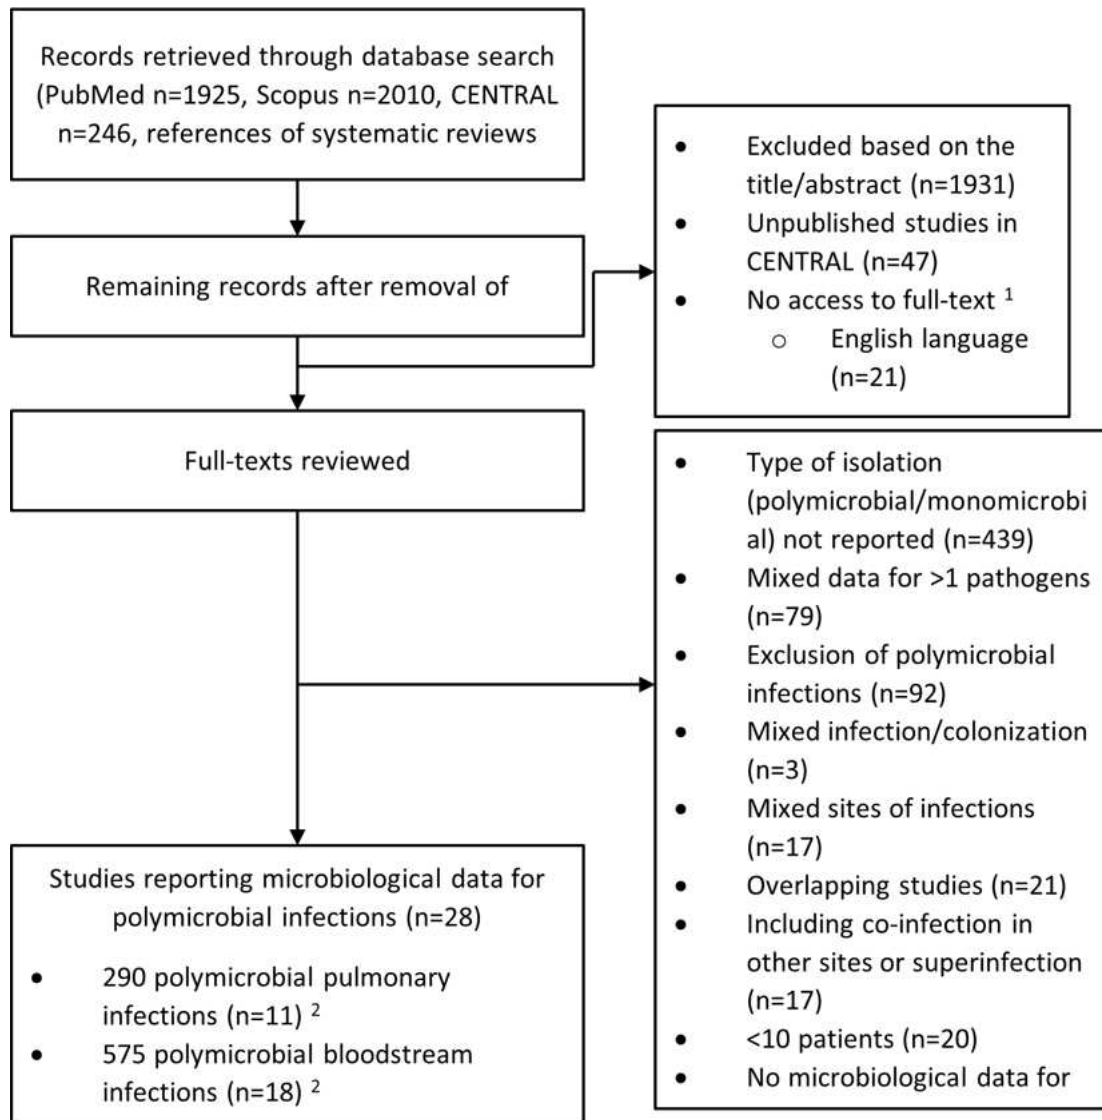 Records retrieved through database search
(PubMed n=1925, Scopus n=2010, CENTRAL
n=246, references of systematic reviews
Remaining records after removal of
Full-texts reviewed
Studies reporting microbiological data for
polymicrobial infections (n=28)
• 290 polymicrobial pulmonary
infections (n=11) 2
• 575 polymicrobial bloodstream
infections (n=18) 2
• Excluded based on the
title/abstract (n=1931)
• Unpublished studies in
CENTRAL (n=47)
• No access to full-text 1
o English language
(n=21)
• Type of isolation
(polymicrobial/monomicrobi
al) not reported (n=439)
• Mixed data for >1 pathogens
(n=79)
• Exclusion of polymicrobial
infections (n=92)
• Mixed infection/colonization
(n=3)
• Mixed sites of infections
(n=17)
• Overlapping studies (n=21)
• Including co-infection in
other sites or superinfection
(n=17)
• <10 patients (n=20)
• No microbiological data for